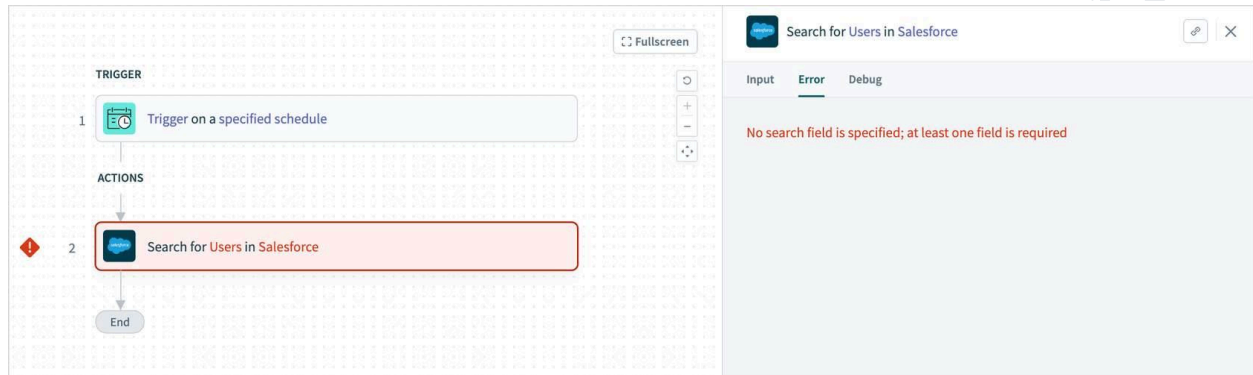 Fullscreen
TRIGGER
1
Trigger on a specified schedule
ACTIONS
2
Search for Users in Salesforce
End
Search for Users in Salesforce
Input Error Debug
No search field is specified; at least one field is required